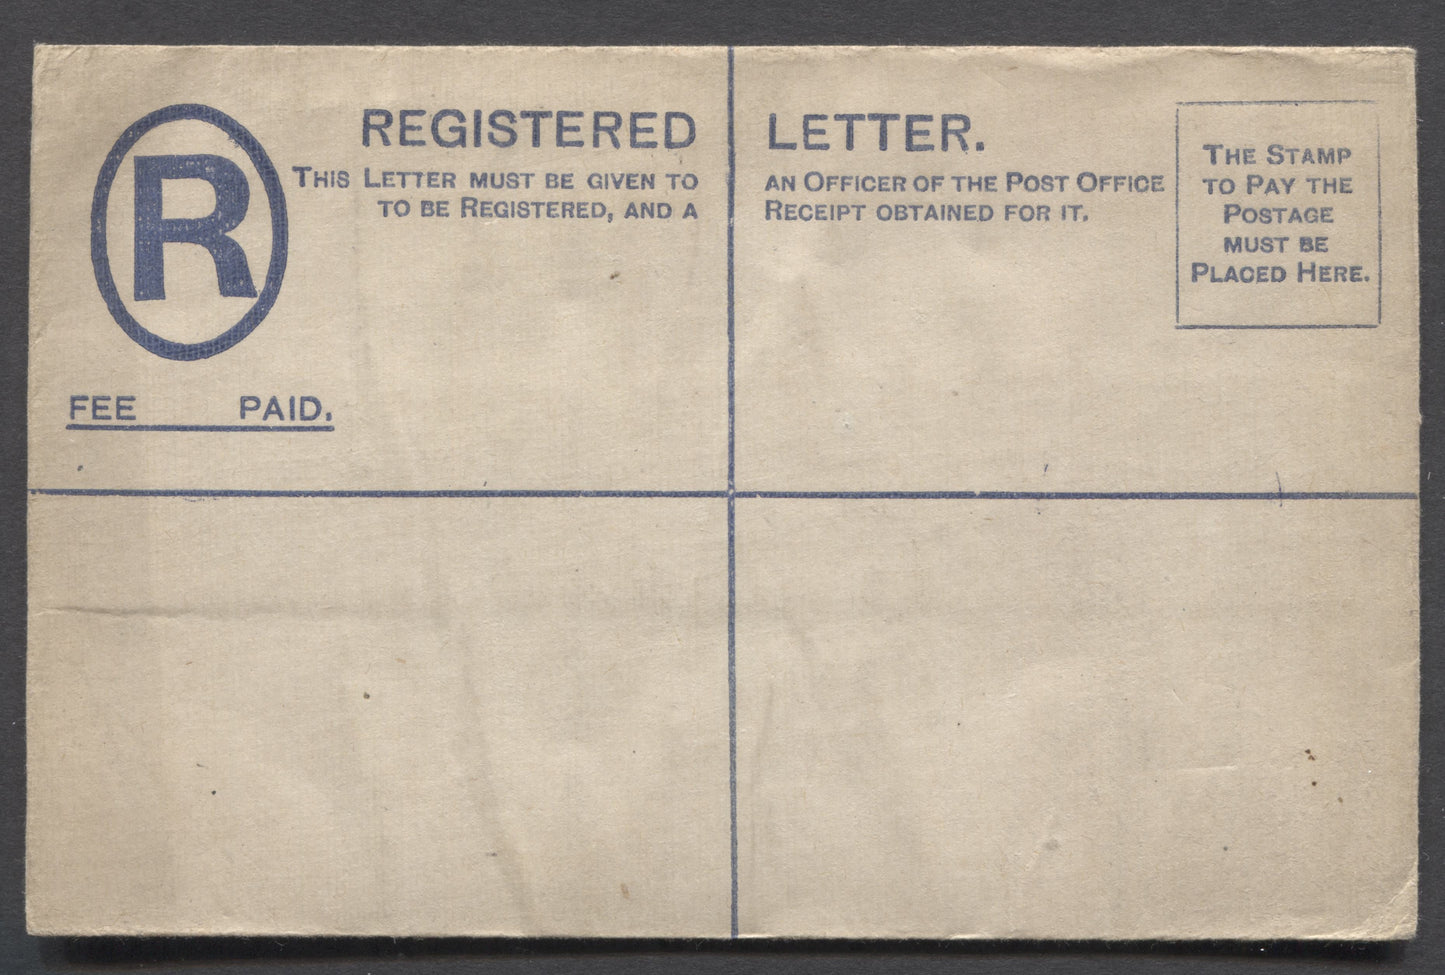 REGISTERED LETTER.
THIS LETTER MUST BE GIVEN TO AN OFFICER OF THE POST OFFICE
TO BE REGISTERED, AND A RECEIPT OBTAINED FOR IT.
R
FEE PAID.
THE STAMP
TO PAY THE
POSTAGE
MUST BE
PLACED HERE.